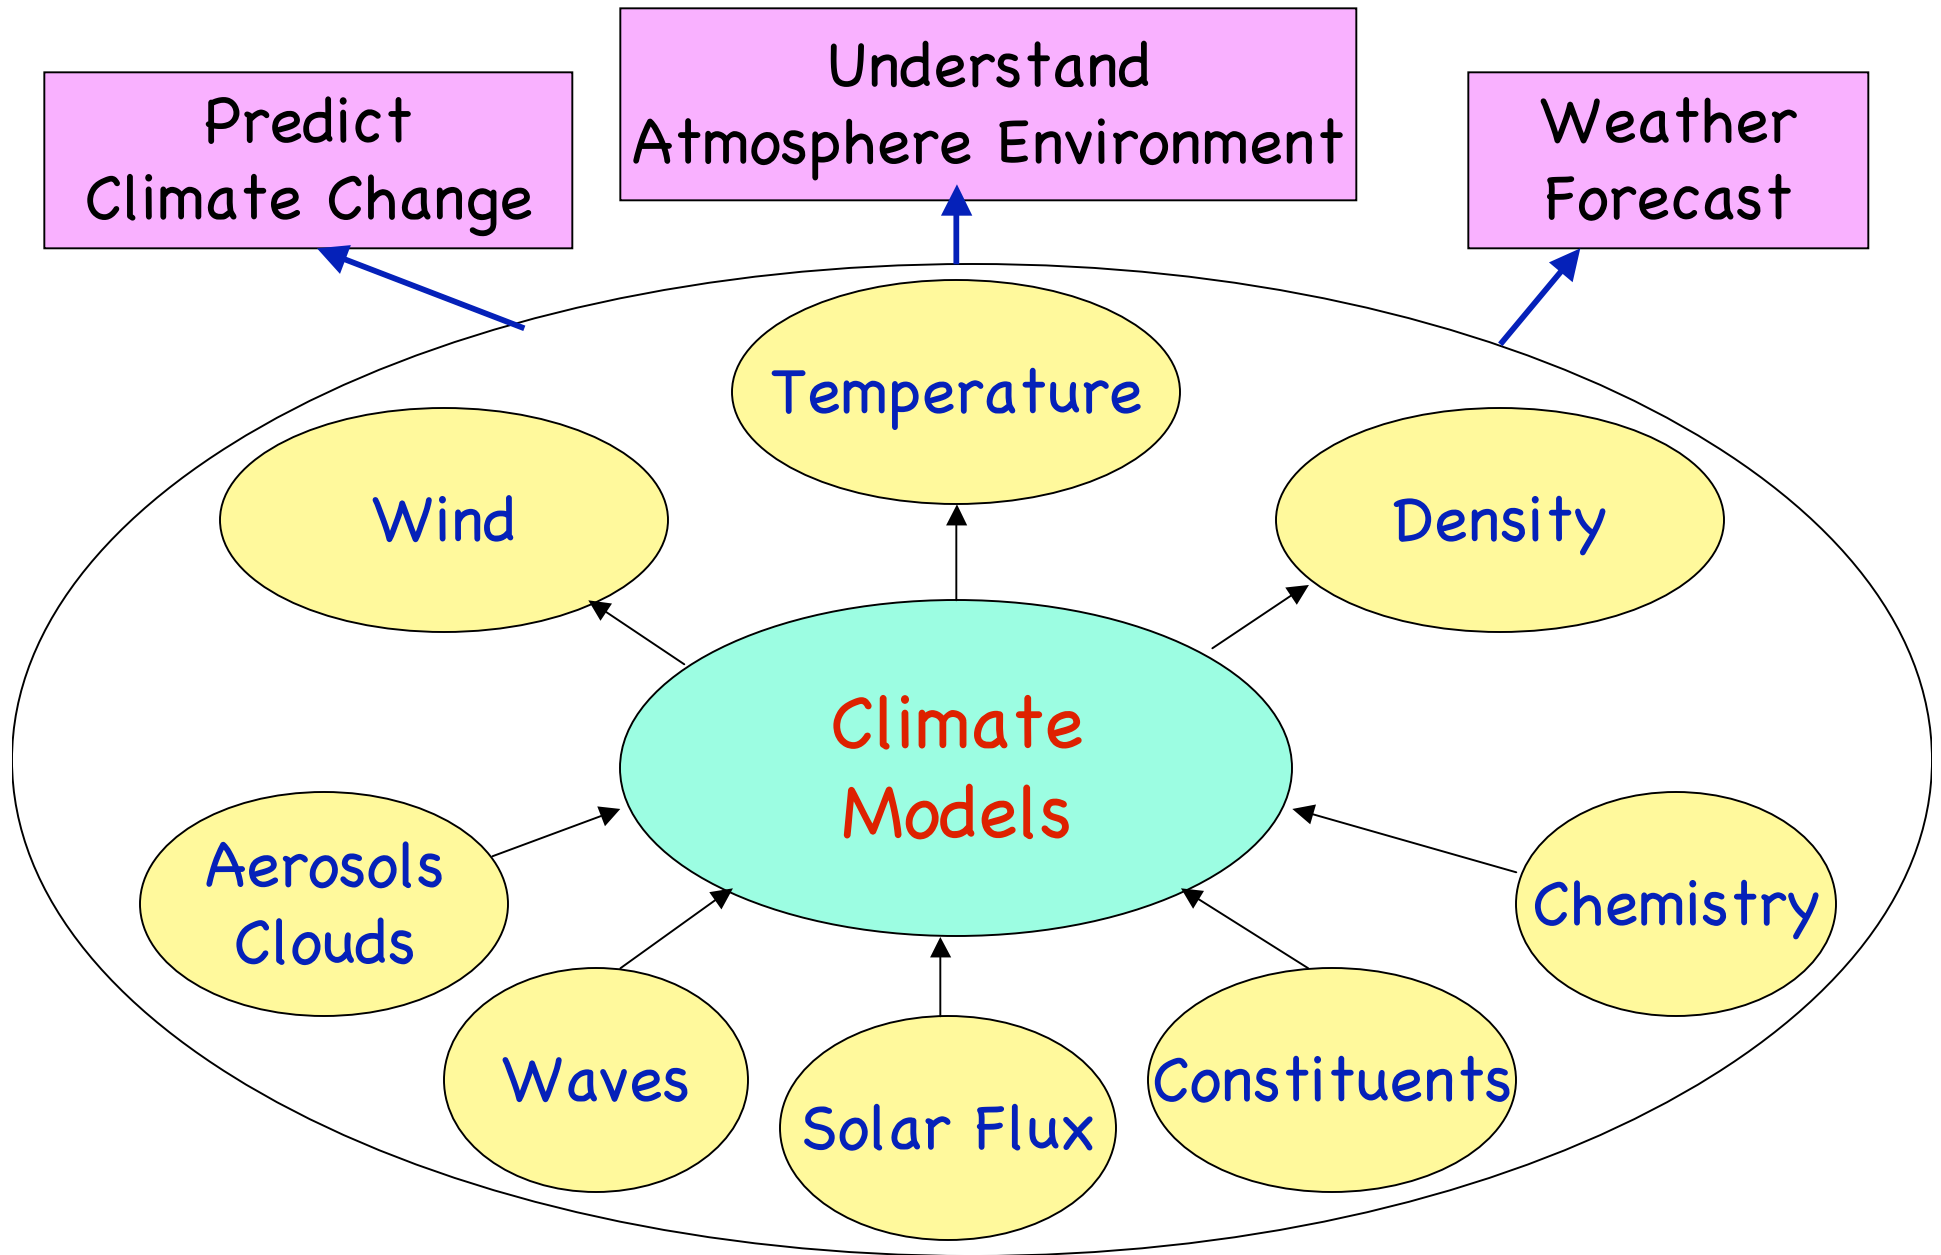 Predict
Climate Change
Understand
Atmosphere Environment
Weather
Forecast
Temperature
Wind
Density
Climate
Models
Aerosols
Clouds
Chemistry
Waves
Solar Flux
Constituents